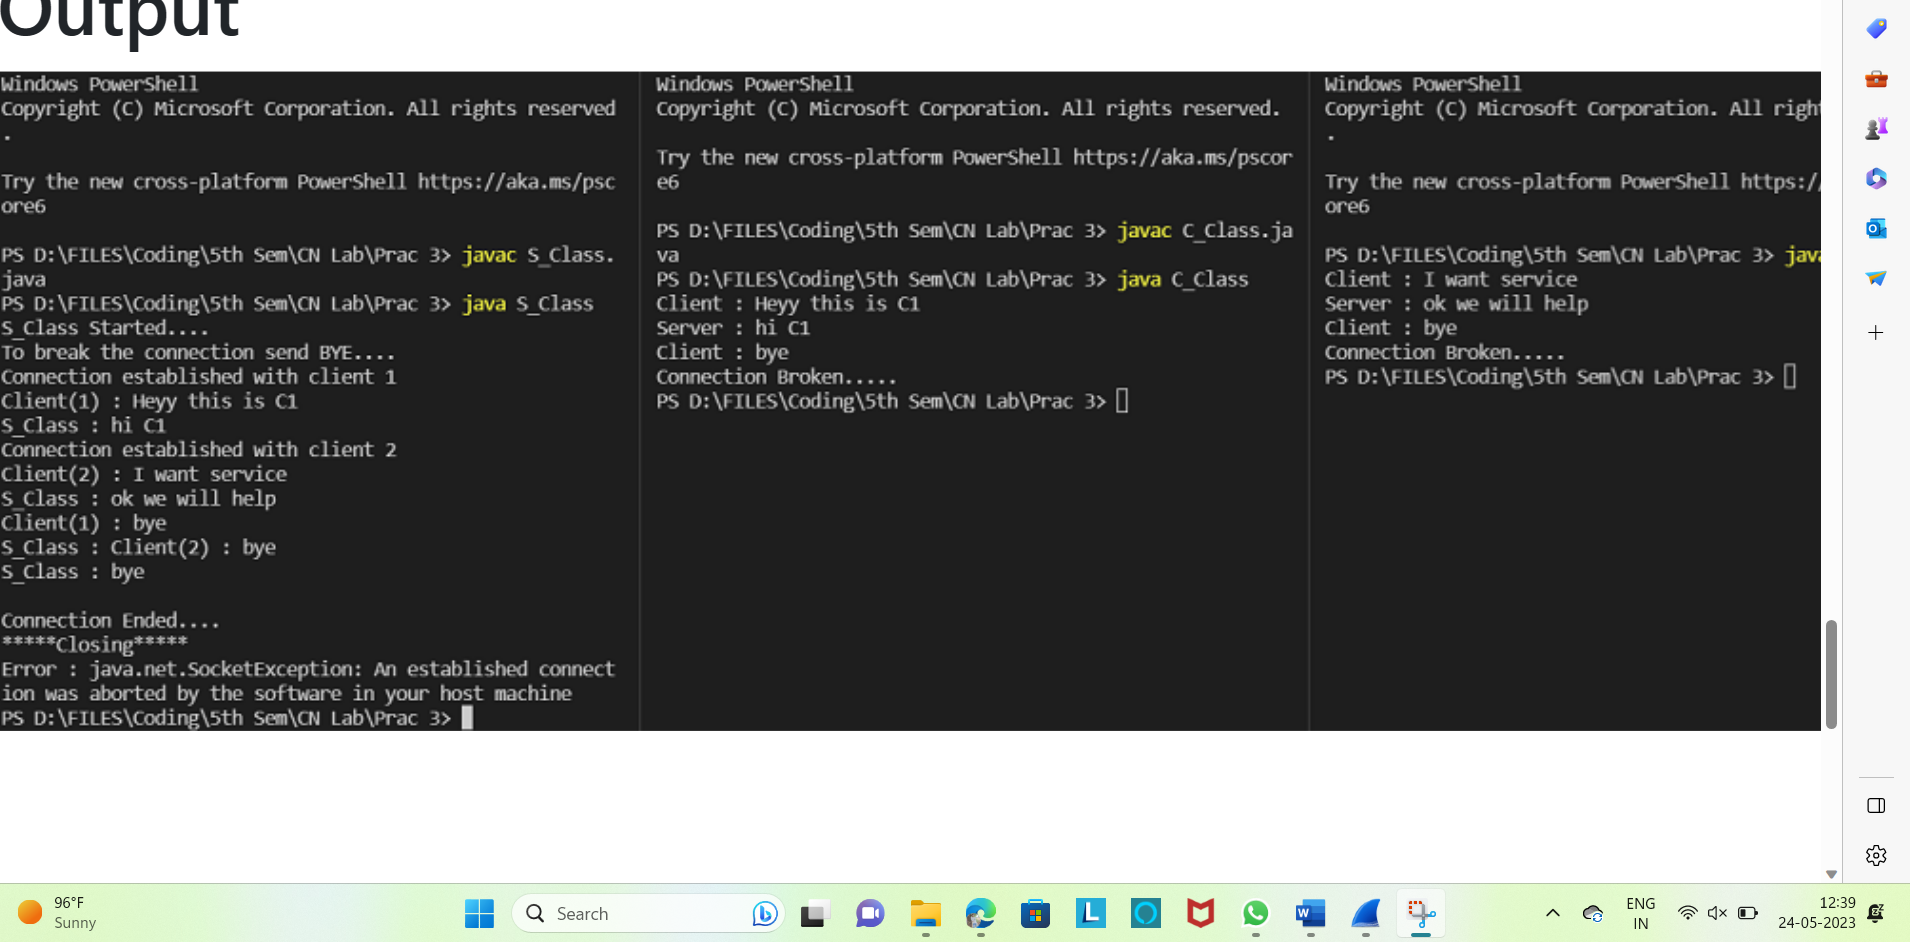 Output
Windows PowerShell
Copyright (C) Microsoft Corporation. All rights reserved
.
Try the new cross-platform PowerShell https://aka.ms/psc
ore6
PS D:\FILES\Coding\5th Sem\CN Lab\Prac 3> javac S_Class.
java
PS D:\FILES\Coding\5th Sem\CN Lab\Prac 3> java S_Class
S_Class Started....
To break the connection send BYE....
Connection established with client 1
Client(1) : Heyy this is C1
S_Class : hi C1
Connection established with client 2
Client(2) : I want service
S_Class : ok we will help
Client(1) : bye
S_Class : Client(2) : bye
S_Class : bye
Connection Ended....
*****Closing*****
Error : java.net.SocketException: An established connect
ion was aborted by the software in your host machine
PS D:\FILES\Coding\5th Sem\CN Lab\Prac 3>
Windows PowerShell
Copyright (C) Microsoft Corporation. All rights reserved.
Try the new cross-platform PowerShell https://aka.ms/pscor
e6
PS D:\FILES\Coding\5th Sem\CN Lab\Prac 3> javac C_Class.ja
va
PS D:\FILES\Coding\5th Sem\CN Lab\Prac 3> java C_Class
Client : Heyy this is C1
Server : hi C1
Client : bye
Connection Broken.....
PS D:\FILES\Coding\5th Sem\CN Lab\Prac 3>
Windows PowerShell
Copyright (C) Microsoft Corporation. All righ
.
Try the new cross-platform PowerShell https:/
ore6
PS D:\FILES\Coding\5th Sem\CN Lab\Prac 3> java
Client : I want service
Server : ok we will help
Client : bye
Connection Broken.....
PS D:\FILES\Coding\5th Sem\CN Lab\Prac 3>
96°F
Sunny
Search
ENG
IN
12:39
24-05-2023